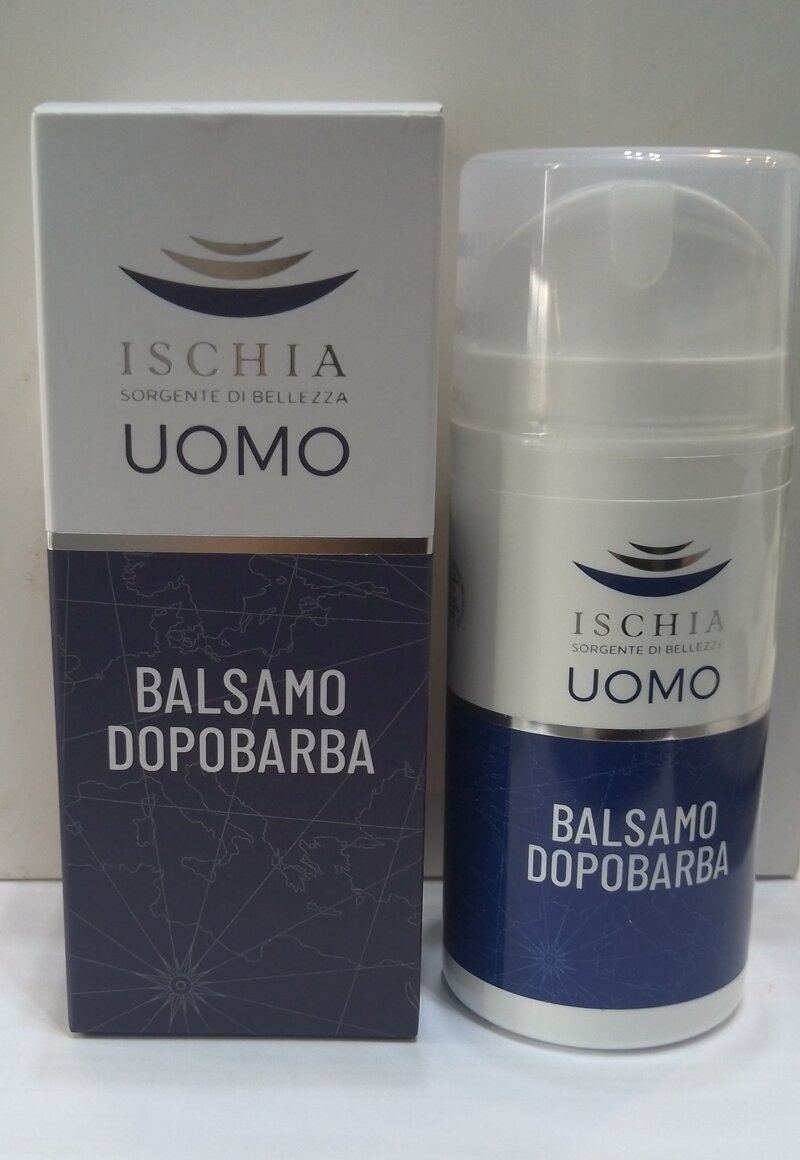 ISCHIA
SORGENTE DI BELLEZZA
UOMO
BALSAMO
DOPOBARBA
ISCHIA
SORGENTE DI BELLEZZA
UOMO
BALSAMO
DOPOBARBA